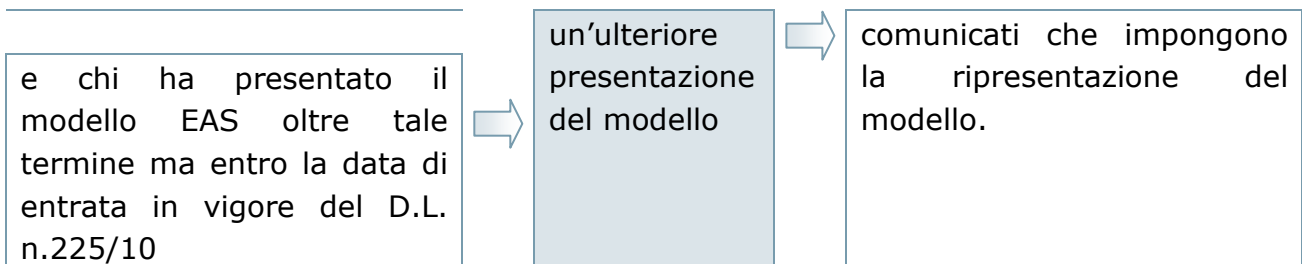 e chi ha presentato il
modello EAS oltre tale
termine ma entro la data di
entrata in vigore del D.L.
n.225/10
un’ulteriore
presentazione
del modello
comunicati che impongono
la ripresentazione del
modello.